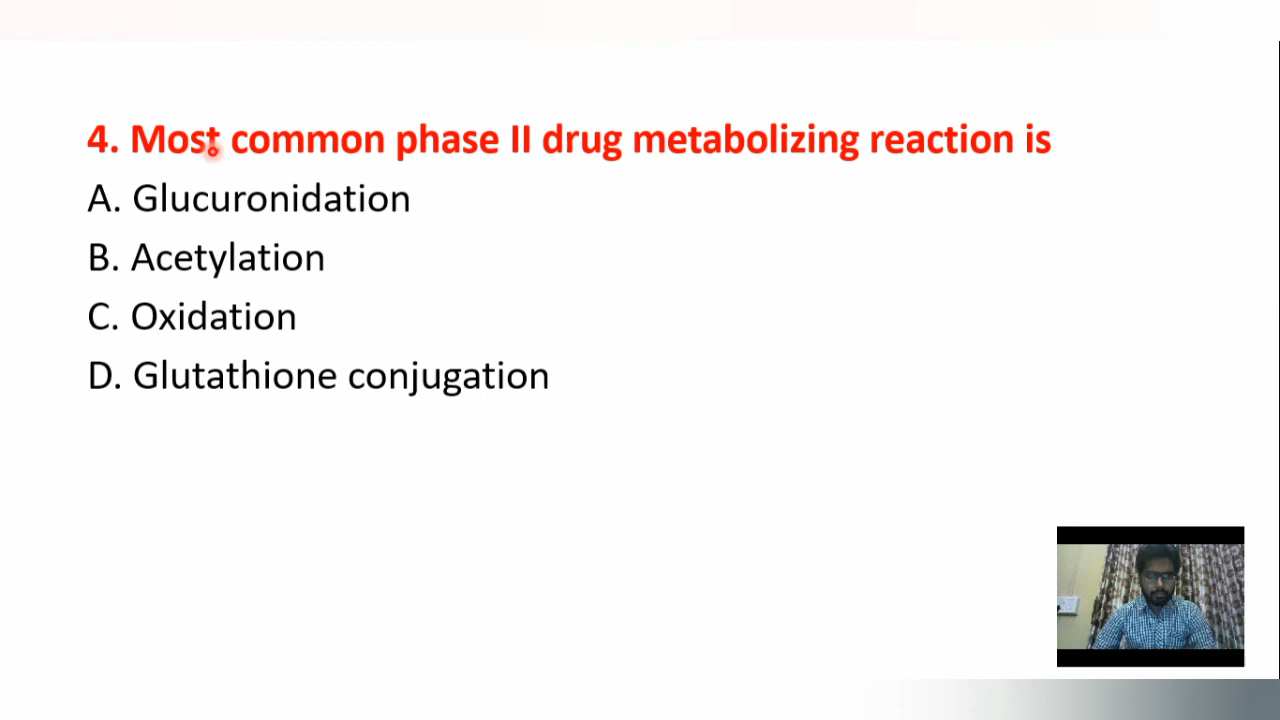 4. Most common phase II drug metabolizing reaction is
A. Glucuronidation
B. Acetylation
C. Oxidation
D. Glutathione conjugation